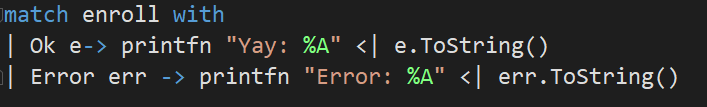 match enroll with
| Ok e-> printfn "Yay: %A" <| e.ToString()
| Error err -> printfn "Error: %A" <| err.ToString()